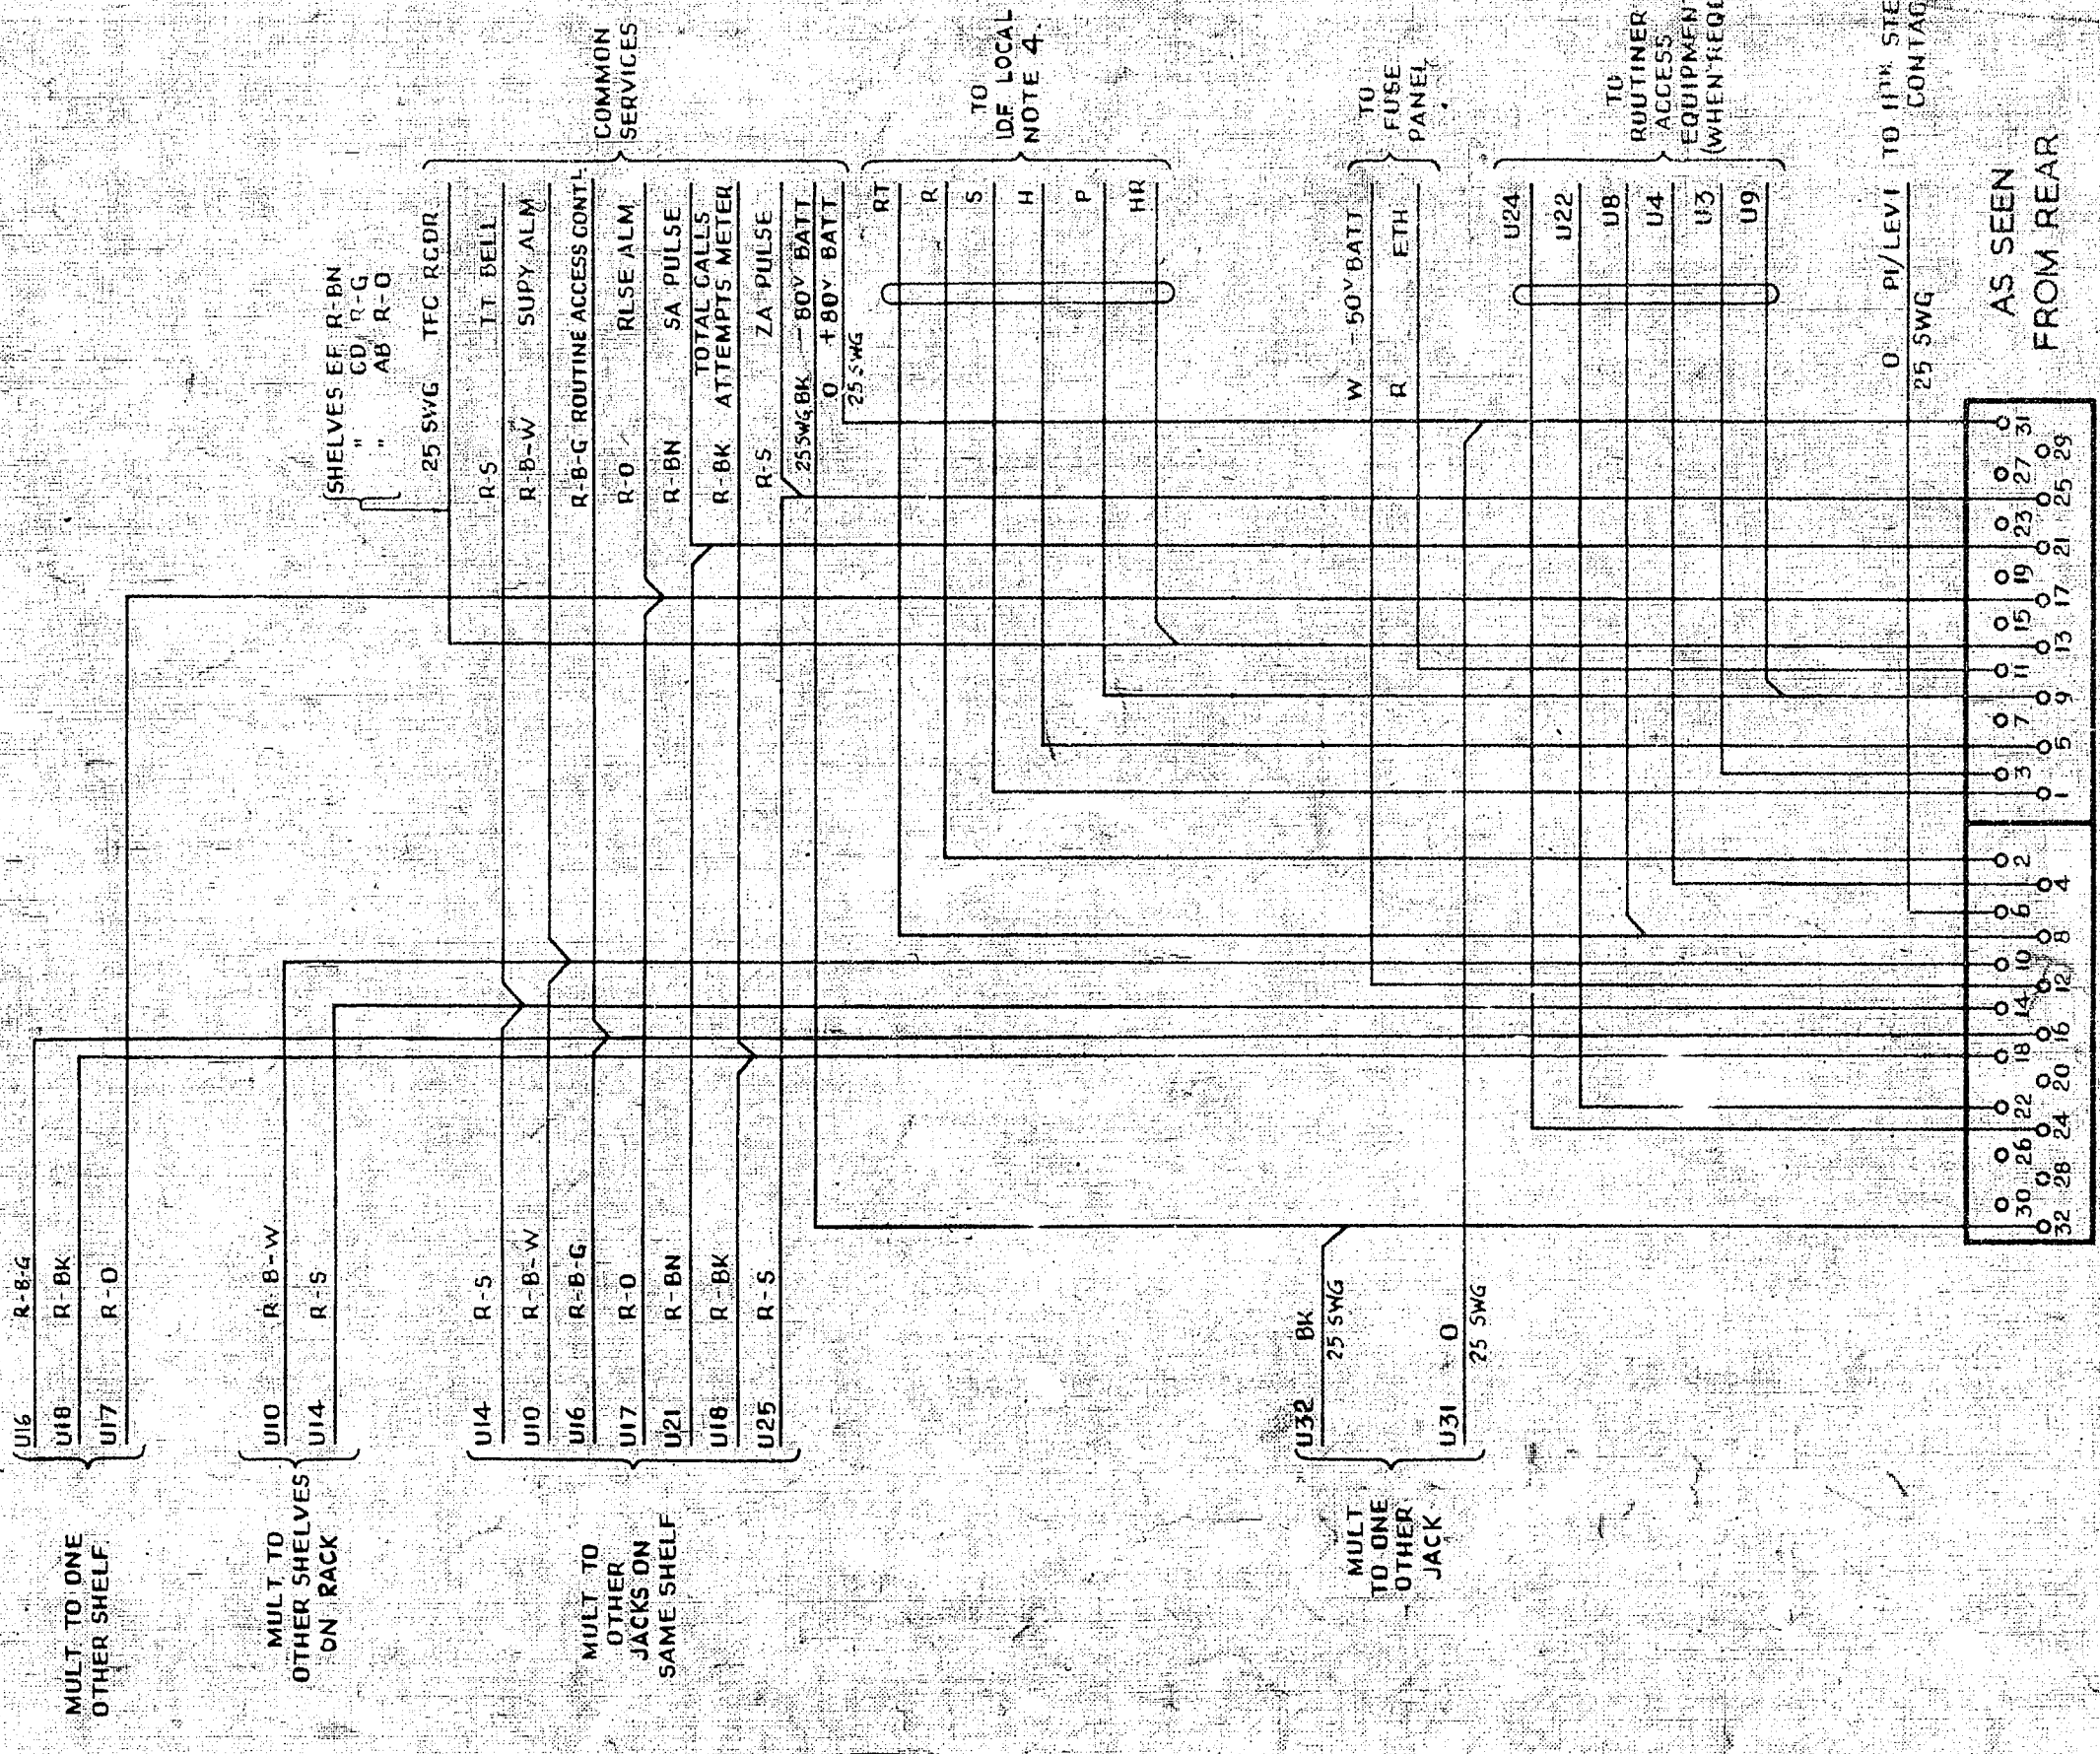 U16 R-B-G
U18 R-BK
U17 R-O
MULT TO ONE
OTHER SHELF
U10 R-B-W
U14 R-S
MULT TO
OTHER SHELVES
ON RACK
U14 R-S
U10 R-B-W
U16 R-B-G
U17 R-O
U21 R-BN
U18 R-BK
U25 R-S
MULT TO
OTHER
JACKS ON
SAME SHELF
U32 BK
25 SWG
U31 O
25 SWG
MULT
TO ONE
OTHER
JACK
SHELVES EF R-BN
" CD R-G
" AB R-O
25 SWG TFC RCDR
R-S TT BELL
R-B-W SUPY ALM
R-B-G ROUTINE ACCESS CONTL
R-O RLSE ALM
R-BN SA PULSE
TOTAL CALLS
R-BK ATTEMPTS METER
R-S ZA PULSE
25SWG BK -80V BATT
O +80V BATT
25 SWG
COMMON
SERVICES
RT
R
S
H
P
HR
TO
I.D.F. LOCAL
NOTE 4.
W -50V BATT
R ETH
TO
FUSE
PANEL
U24
U22
U8
U4
U3
U9
TO
ROUTINER
ACCESS
O P1/LEV1 TO 11TH
25 SWG
AS SEEN
FROM REAR
32 30 28 26 24 22 20 18 16 14 12 10 8 6 4 2 1 3 5 7 9 11 13 15 17 19 21 23 25 27 29 31